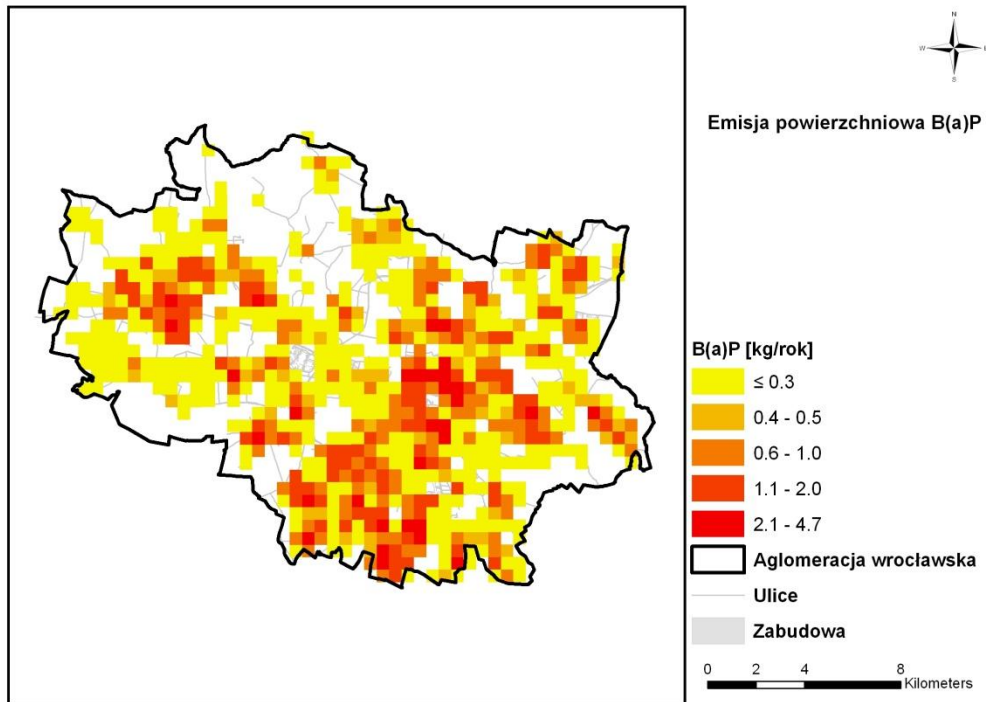 N
W
E
S
Emisja powierzchniowa B(a)P
B(a)P [kg/rok]
≤ 0.3
0.4 - 0.5
0.6 - 1.0
1.1 - 2.0
2.1 - 4.7
Aglomeracja wrocławska
Ulice
Zabudowa
0 2 4 8
Kilometers